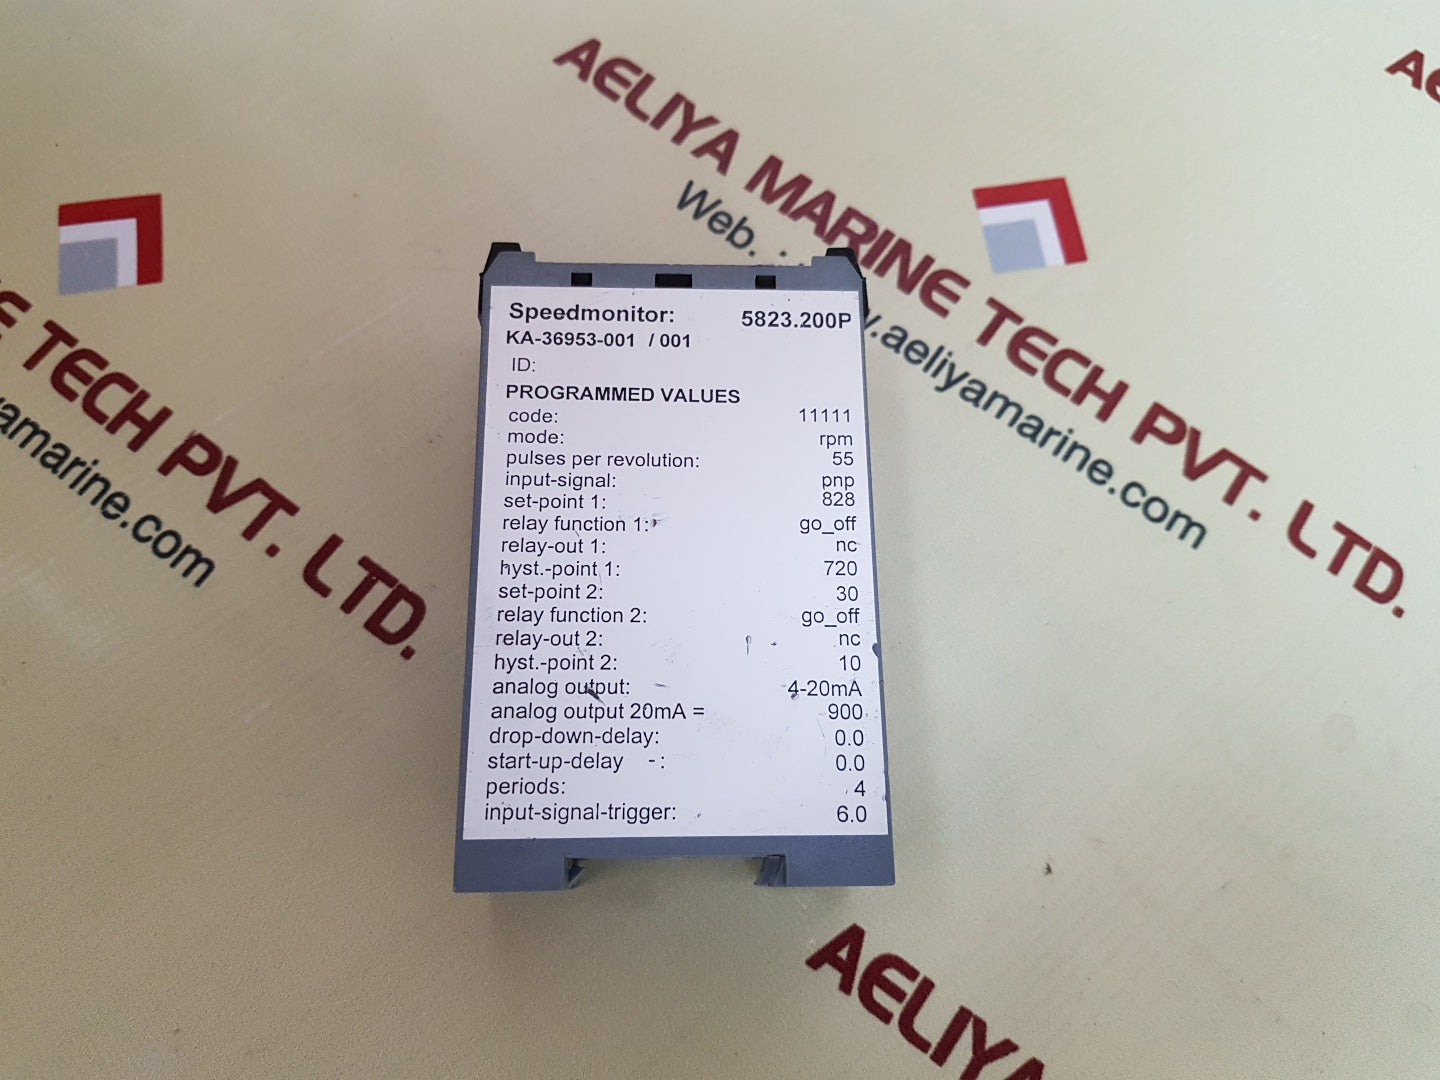 AELIYA MARINE TECH PVT. LTD.
Web. :
.aeliyamarine.com
TECH PVT. LTD.
amarine.com
Speedmonitor: 5823.200P
KA-36953-001 / 001
ID:
PROGRAMMED VALUES
code: 11111
mode: rpm
pulses per revolution: 55
input-signal: pnp
set-point 1: 828
relay function 1: go_off
relay-out 1: nc
hyst.-point 1: 720
set-point 2: 30
relay function 2: go_off
relay-out 2: nc
hyst.-point 2: 10
analog output: 4-20mA
analog output 20mA = 900
drop-down-delay: 0.0
start-up-delay - : 0.0
periods: 4
input-signal-trigger: 6.0
AELIYA